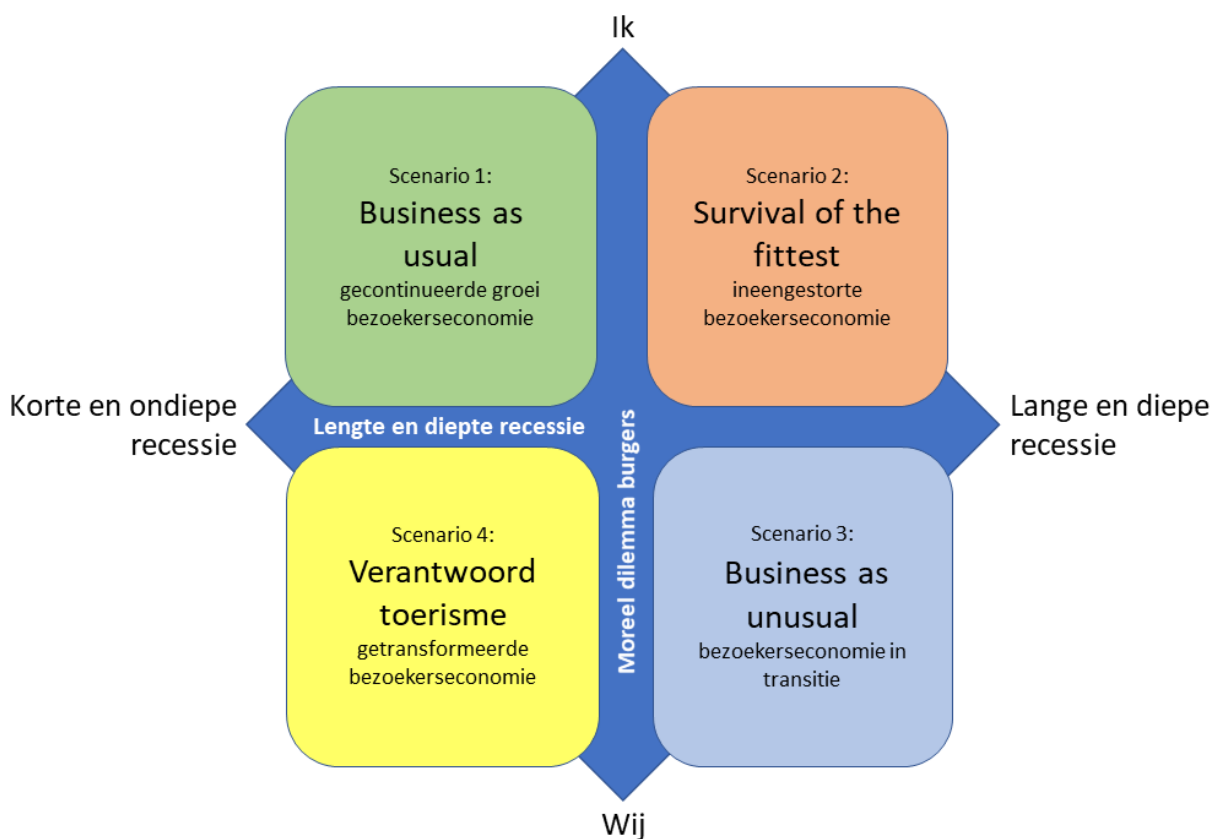 Ik
Scenario 1:
Business as
usual
gecontinueerde groei
bezoekerseconomie
Scenario 2:
Survival of the
fittest
ineengestorte
bezoekerseconomie
Korte en ondiepe
recessie
Lengte en diepte recessie
Moreel dilemma burgers
Lange en diepe
recessie
Scenario 4:
Verantwoord
toerisme
getransformeerde
bezoekerseconomie
Scenario 3:
Business as
unusual
bezoekerseconomie in
transitie
Wij